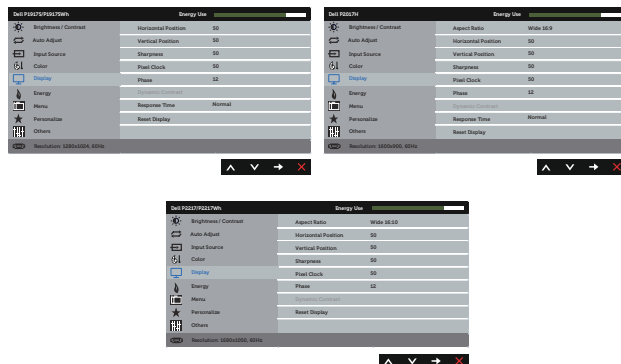 Dell P1917S/P1917SWh Energy Use
Brightness / Contrast Horizontal Position 50
Auto Adjust Vertical Position 50
Input Source Sharpness 50
Color Pixel Clock 50
Display Phase 12
Energy Dynamic Contrast
Menu Response Time Normal
Personalize Reset Display
Others
Resolution: 1280x1024, 60Hz
Dell P2017H Energy Use
Brightness / Contrast Aspect Ratio Wide 16:9
Auto Adjust Horizontal Position 50
Input Source Vertical Position 50
Color Sharpness 50
Display Pixel Clock 50
Energy Phase 12
Menu Dynamic Contrast
Personalize Response Time Normal
Others Reset Display
Resolution: 1600x900, 60Hz
Dell P2217/P2217Wh Energy Use
Brightness / Contrast Aspect Ratio Wide 16:10
Auto Adjust Horizontal Position 50
Input Source Vertical Position 50
Color Sharpness 50
Display Pixel Clock 50
Energy Phase 12
Menu Dynamic Contrast
Personalize Reset Display
Others
Resolution: 1680x1050, 60Hz